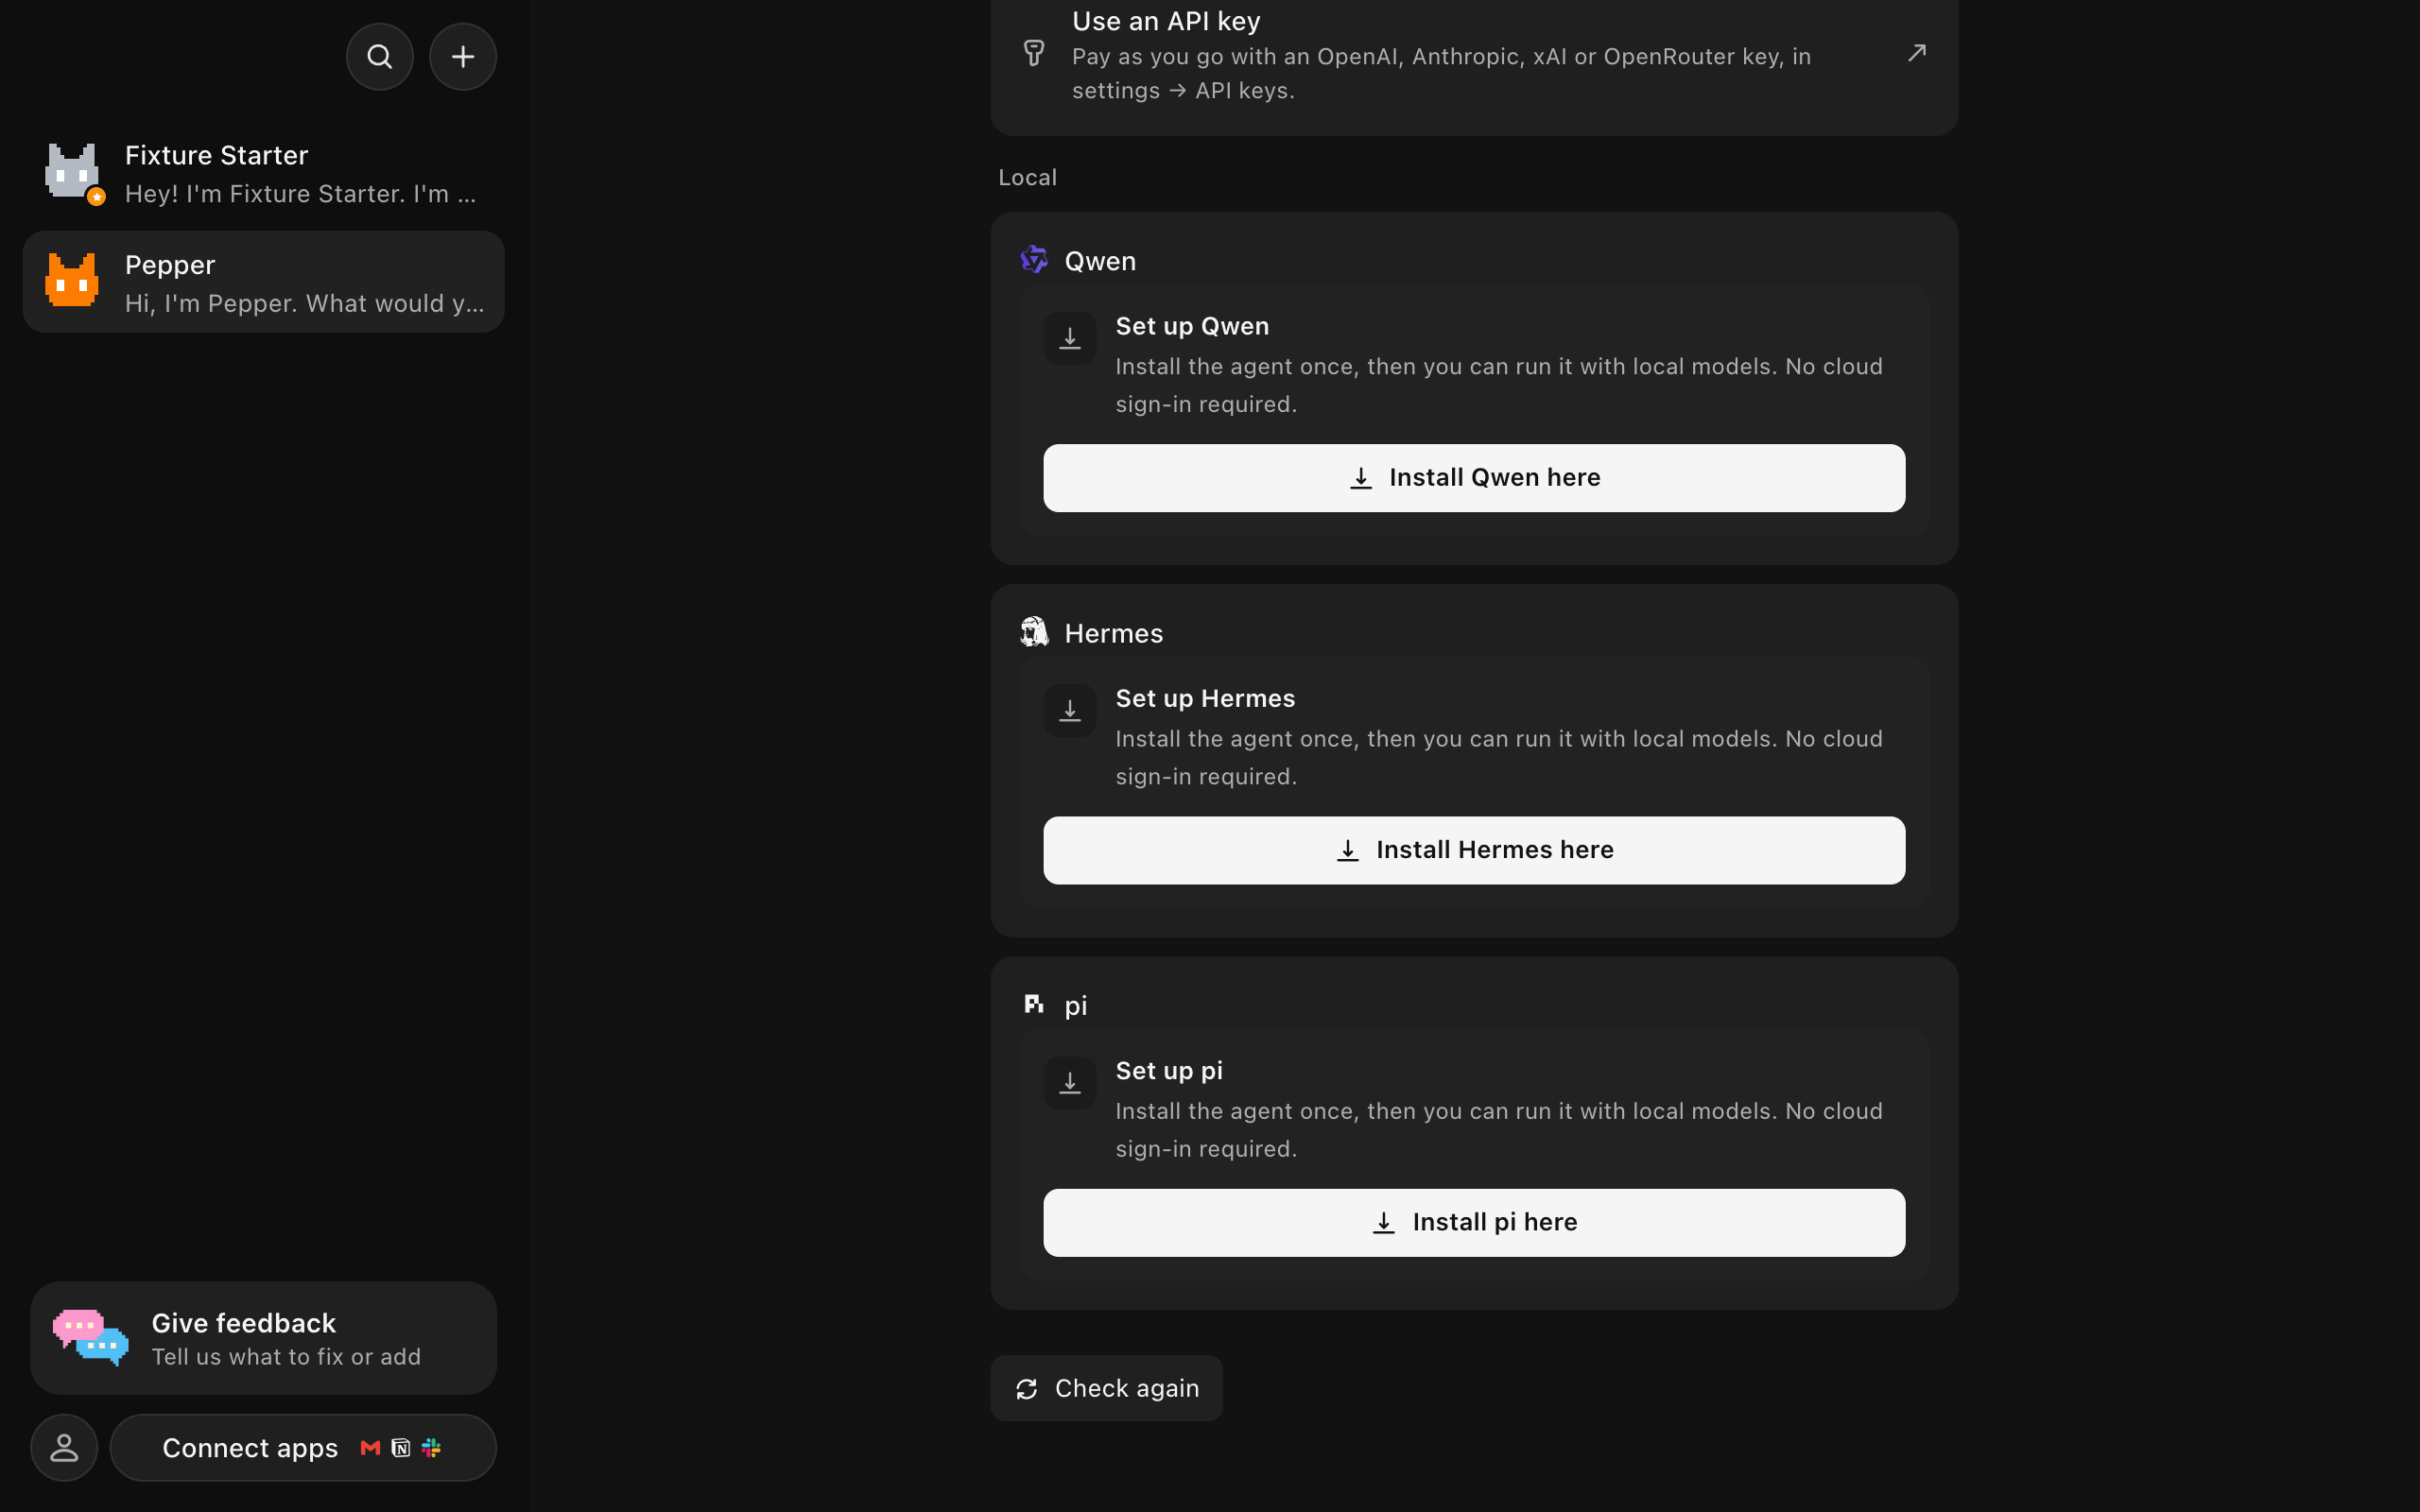 Fixture Starter
Hey! I'm Fixture Starter. I'm ...
Pepper
Hi, I'm Pepper. What would y...
Give feedback
Tell us what to fix or add
Connect apps
Use an API key
Pay as you go with an OpenAI, Anthropic, xAI or OpenRouter key, in
settings → API keys.
Local
Qwen
Set up Qwen
Install the agent once, then you can run it with local models. No cloud
sign-in required.
Install Qwen here
Hermes
Set up Hermes
Install the agent once, then you can run it with local models. No cloud
sign-in required.
Install Hermes here
pi
Set up pi
Install the agent once, then you can run it with local models. No cloud
sign-in required.
Install pi here
Check again